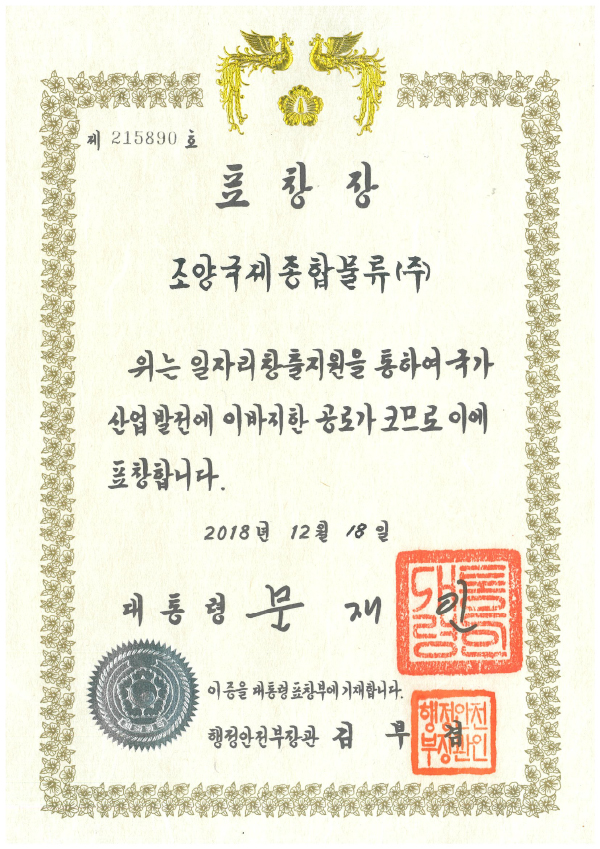 제 215890 호
표창장
조양국제종합물류(주)
위는 일자리창출지원을 통하여 국가
산업발전에 이바지한 공로가 크므로 이에
표창합니다.
2018년 12월 18일
대통령 문재인
이 증을 대통령표창부에 기재합니다.
행정안전부장관 김부겸
행정안전
부장관인